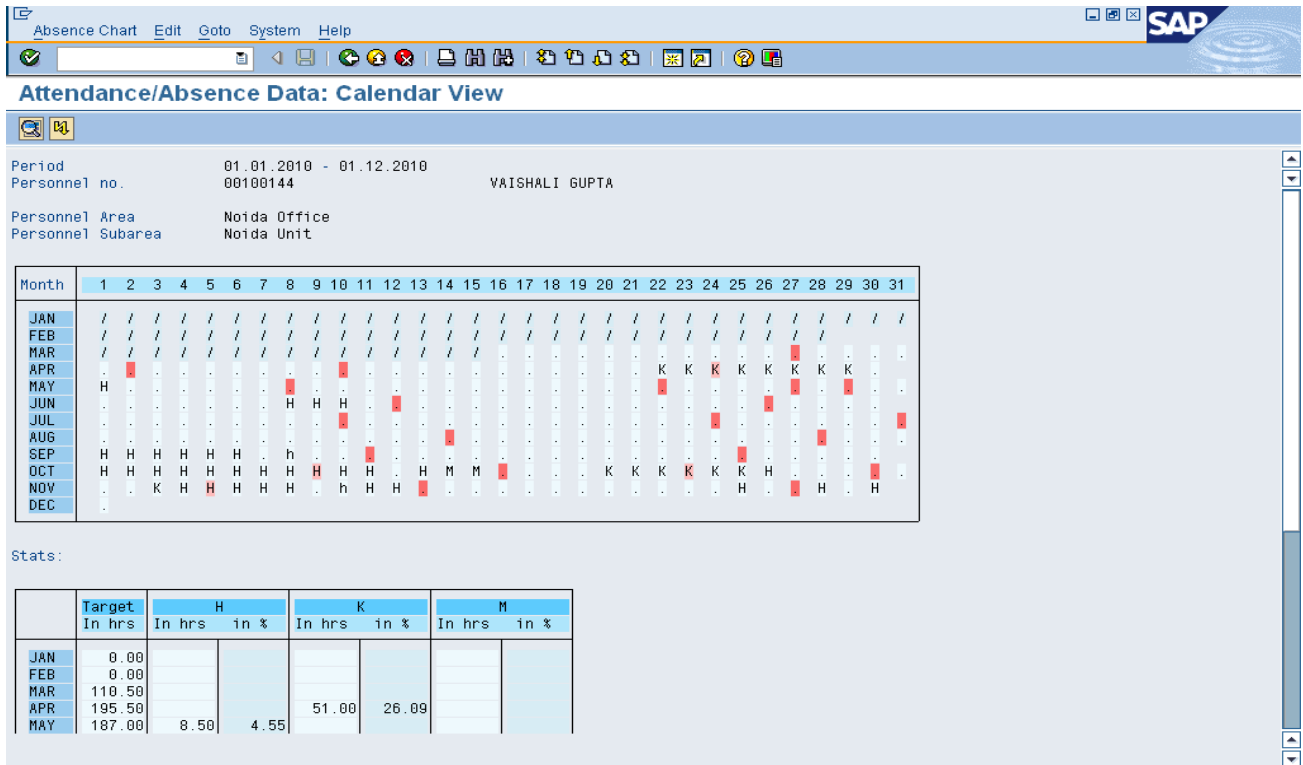 Absence Chart Edit Goto System Help
SAP
Attendance/Absence Data: Calendar View
Period 01.01.2010 - 01.12.2010
Personnel no. 00100144 VAISHALI GUPTA
Personnel Area Noida Office
Personnel Subarea Noida Unit
Month 1 2 3 4 5 6 7 8 9 10 11 12 13 14 15 16 17 18 19 20 21 22 23 24 25 26 27 28 29 30 31
JAN / / / / / / / / / / / / / / / / / / / / / / / / / / / / / / /
FEB / / / / / / / / / / / / / / / / / / / / / / / / / / / /
MAR / / / / / / / / / / / / / / / . . . . . . . . . . . . . . . .
APR . . . . . . . . . . . . . . . . . . . . . K K K K K K K K .
MAY H . . . . . . . . . . . . . . . . . . . . . . . . . . . . . .
JUN . . . . . . . H H H . . . . . . . . . . . . . . . . . . . .
JUL . . . . . . . . . . . . . . . . . . . . . . . . . . . . . . .
AUG . . . . . . . . . . . . . . . . . . . . . . . . . . . . . . .
SEP H H H H H H . h . . . . . . . . . . . . . . . . . . . . . .
OCT H H H H H H H H H H H . H M M . . . . K K K K K K H . . . . .
NOV . . K H H H H H . h H H . . . . . . . . . . . . H . . H . H
DEC .
Stats:
Target H K M
In hrs In hrs in % In hrs in % In hrs in %
JAN 0.00
FEB 0.00
MAR 110.50
APR 195.50 51.00 26.09
MAY 187.00 8.50 4.55